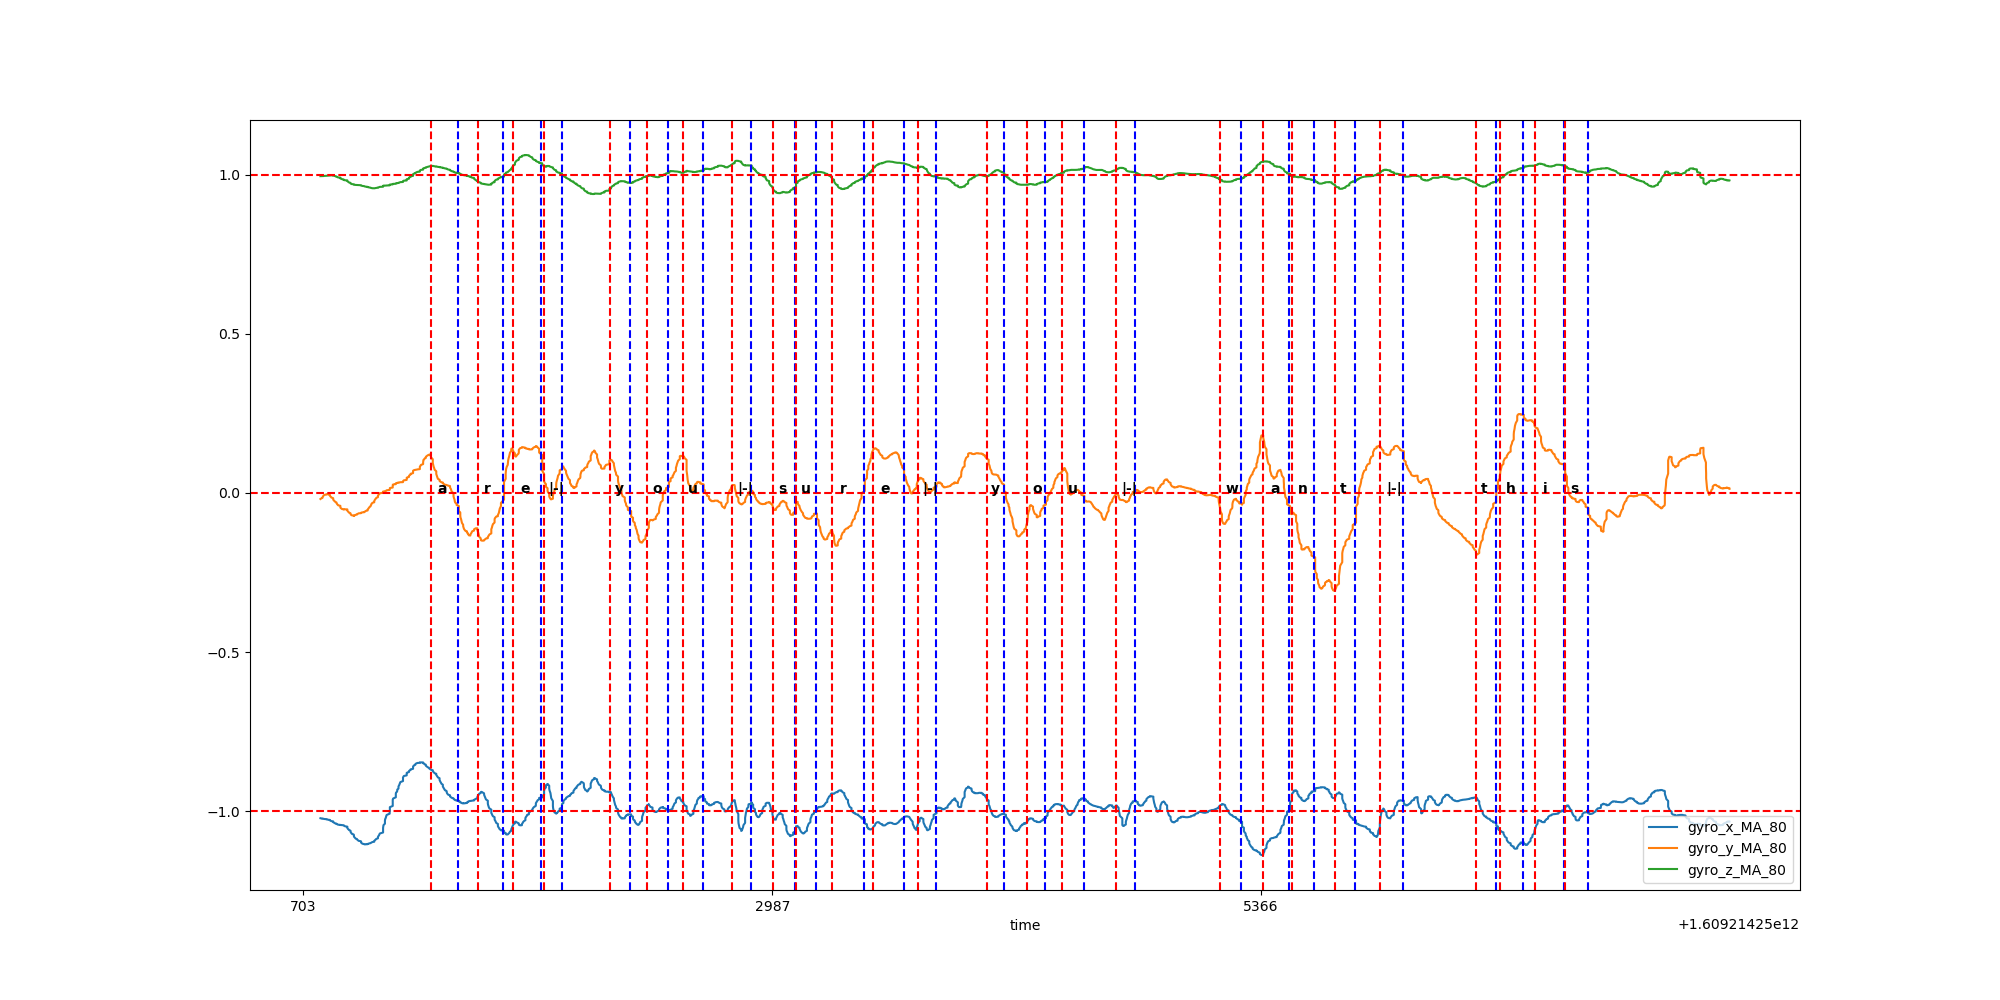 1.0
0.5
0.0
−0.5
−1.0
a r e |-| y o u |-| s u r e |-| y o u |-| w a n t |-| t h i s
gyro_x_MA_80
gyro_y_MA_80
gyro_z_MA_80
703 2987 5366
time
+1.60921425e12